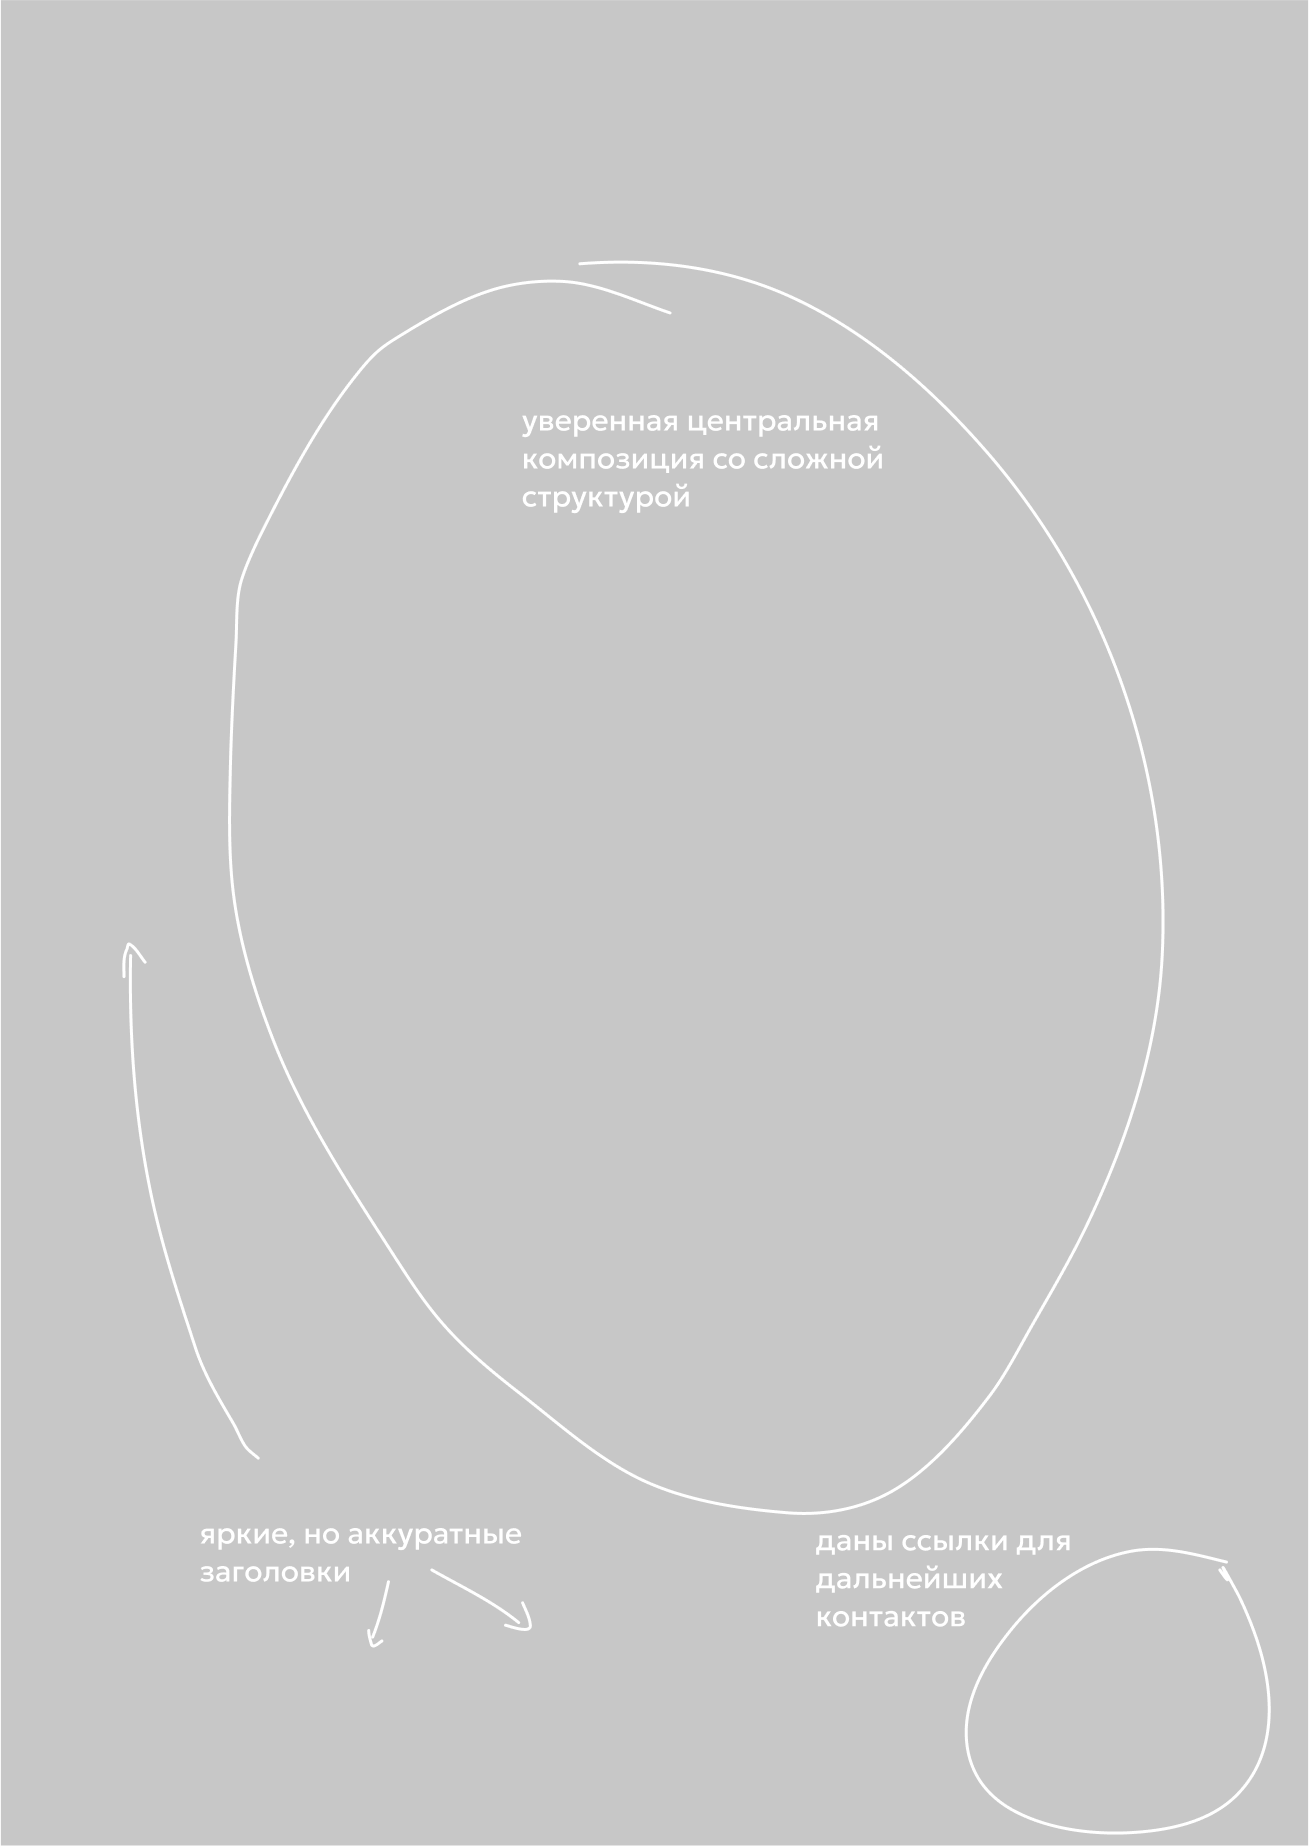 уверенная центральная
композиция со сложной
структурой
яркие, но аккуратные
заголовки
даны ссылки для
дальнейших
контактов